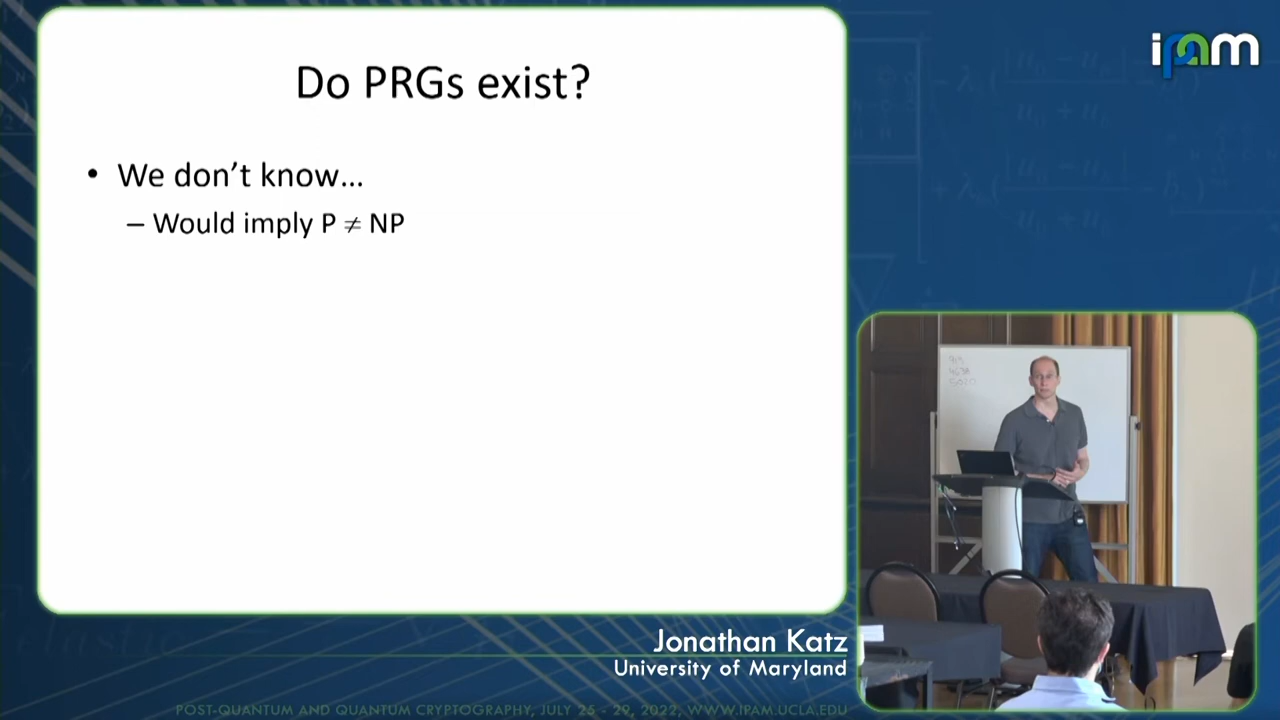 Do PRGs exist?
• We don’t know…
– Would imply P ≠ NP
ipam
Jonathan Katz
University of Maryland
POST-QUANTUM AND QUANTUM CRYPTOGRAPHY, JULY 25 - 29, 2022, WWW.IPAM.UCLA.EDU